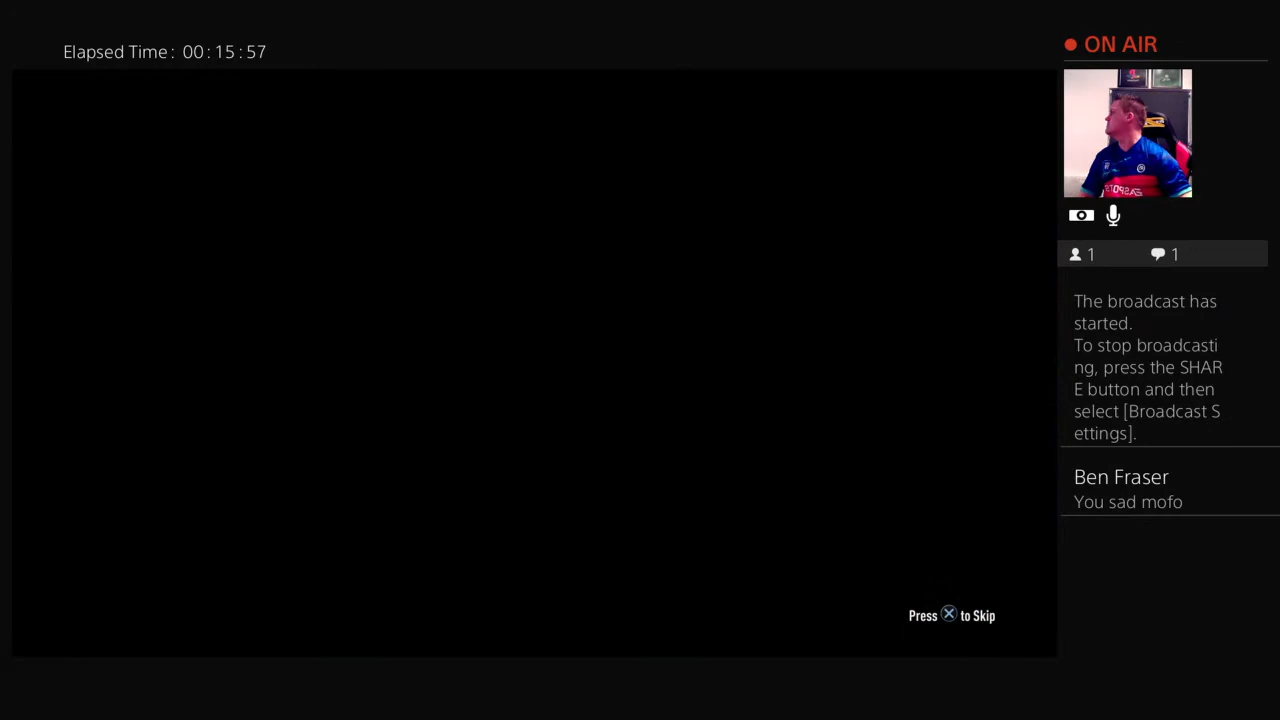 Elapsed Time: 00:15:57
ON AIR
1 1
The broadcast has
started.
To stop broadcasti
ng, press the SHAR
E button and then
select [Broadcast S
ettings].
Ben Fraser
You sad mofo
Press to Skip